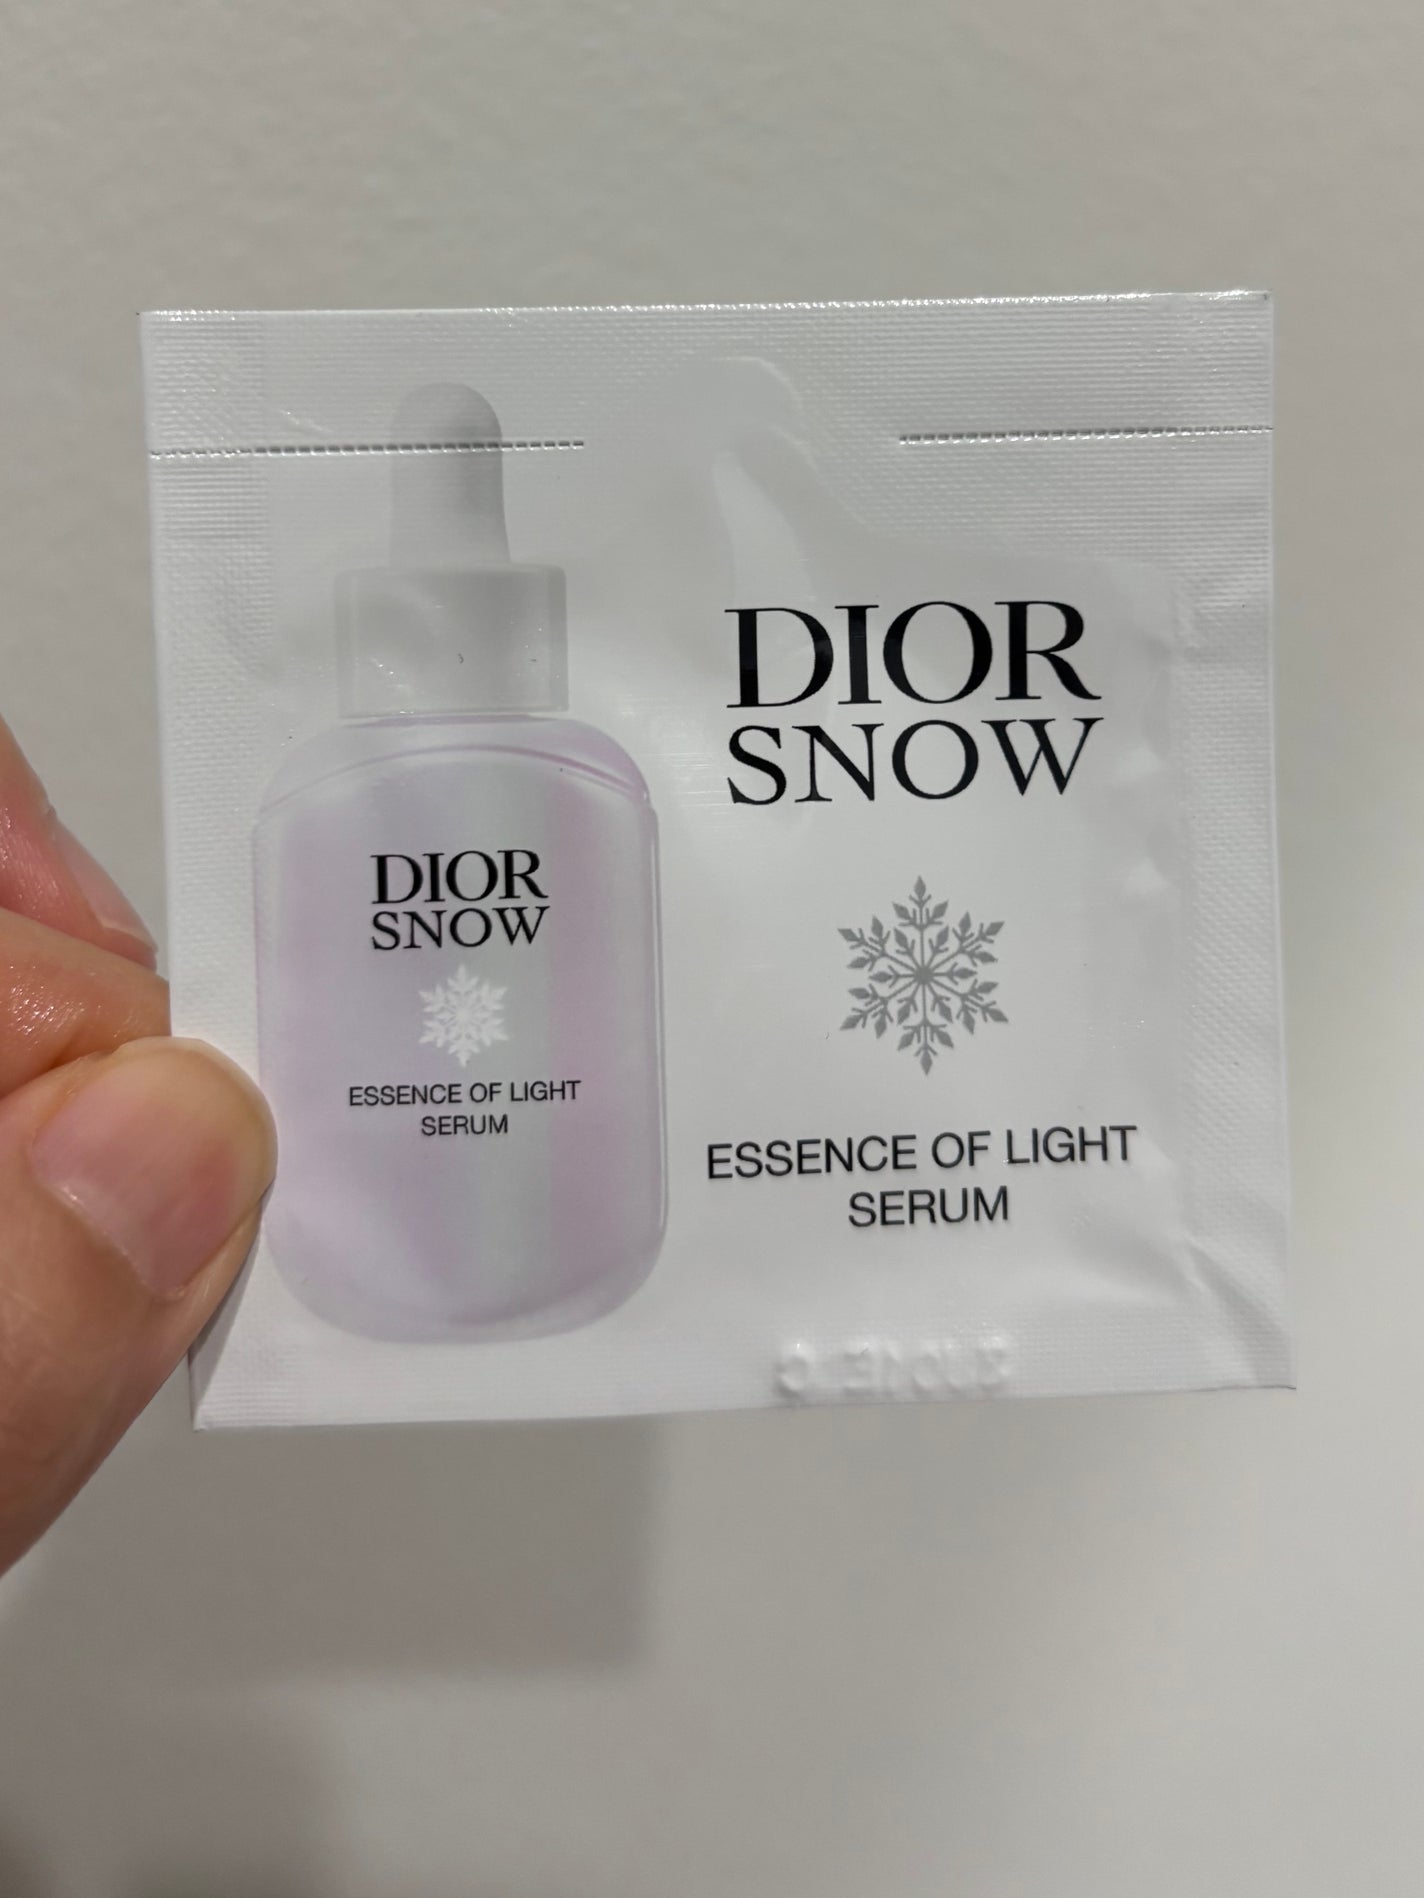 DIOR
SNOW
ESSENCE OF LIGHT
SERUM
DIOR
SNOW
ESSENCE OF LIGHT
SERUM